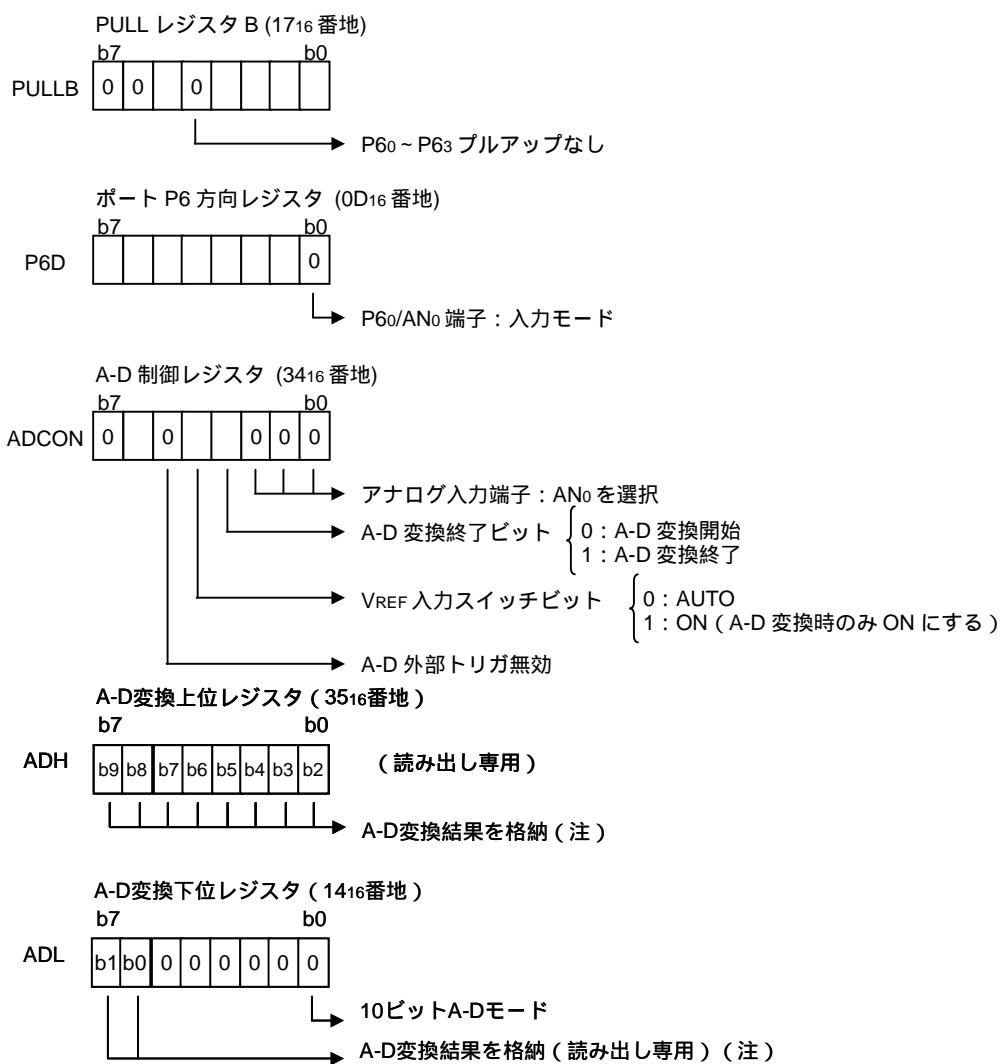 PULL レジスタ B (1716 番地)
b7 b0
PULLB 0 0 0
P60 ~ P63 プルアップなし
ポート P6 方向レジスタ (0D16 番地)
b7 b0
P6D 0
P60/AN0 端子：入力モード
A-D 制御レジスタ (3416 番地)
b7 b0
ADCON 0 0 0 0 0
アナログ入力端子：AN0 を選択
A-D 変換終了ビット 0：A-D 変換開始
1：A-D 変換終了
VREF 入力スイッチビット 0：AUTO
1：ON（A-D 変換時のみ ON にする）
A-D 外部トリガ無効
A-D変換上位レジスタ（3516番地）
b7 b0
ADH b9 b8 b7 b6 b5 b4 b3 b2 （読み出し専用）
A-D変換結果を格納（注）
A-D変換下位レジスタ（1416番地）
b7 b0
ADL b1 b0 0 0 0 0 0 0
10ビットA-Dモード
A-D変換結果を格納（読み出し専用）（注）